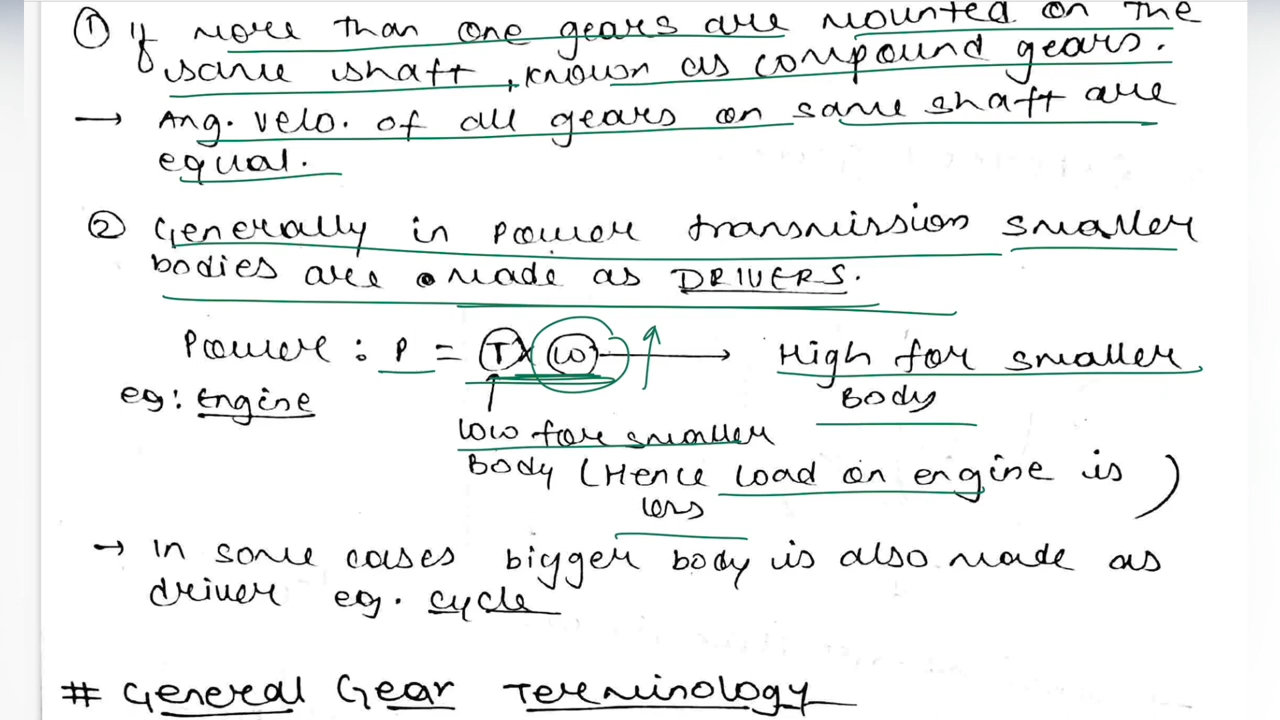 ① If more than one gears are mounted on the
same shaft, known as compound gears.
→ Ang. velo. of all gears on same shaft are
equal.
② Generally in power transmission smaller
bodies are made as DRIVERS.
Power : P = T × ω → High for smaller
Body
eg: Engine
low for smaller
Body (Hence load on engine is
less)
→ In some cases bigger body is also made as
driver eg. cycle
# General Gear Terminology